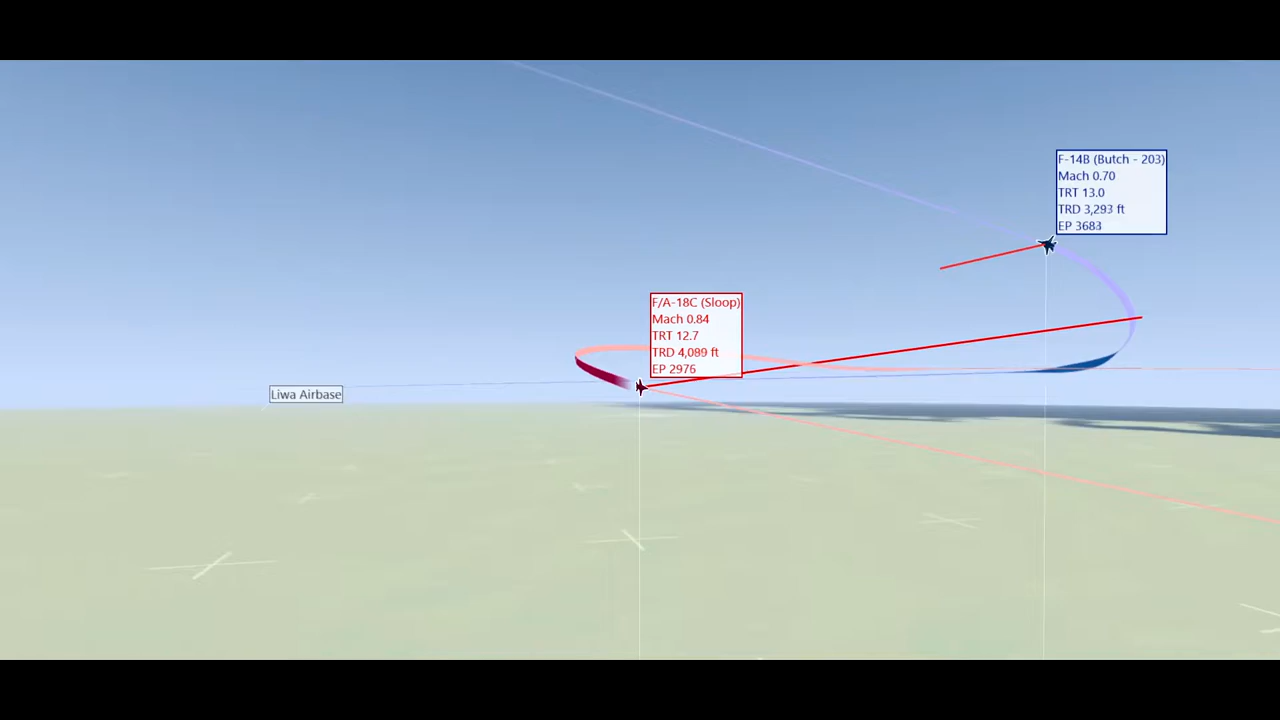 F-14B (Butch - 203)
Mach 0.70
TRT 13.0
TRD 3,293 ft
EP 3683
F/A-18C (Sloop)
Mach 0.84
TRT 12.7
TRD 4,089 ft
EP 2976
Liwa Airbase